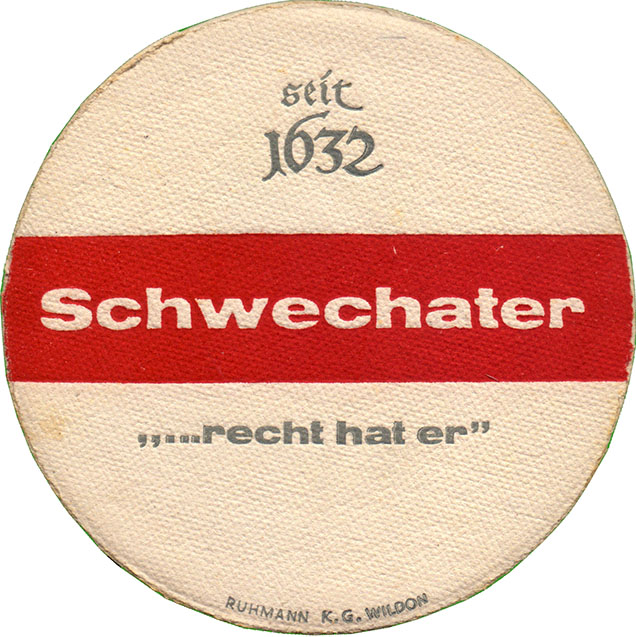 seit
1632
Schwechater
„...recht hat er”
RUHMANN K.G. WILDON